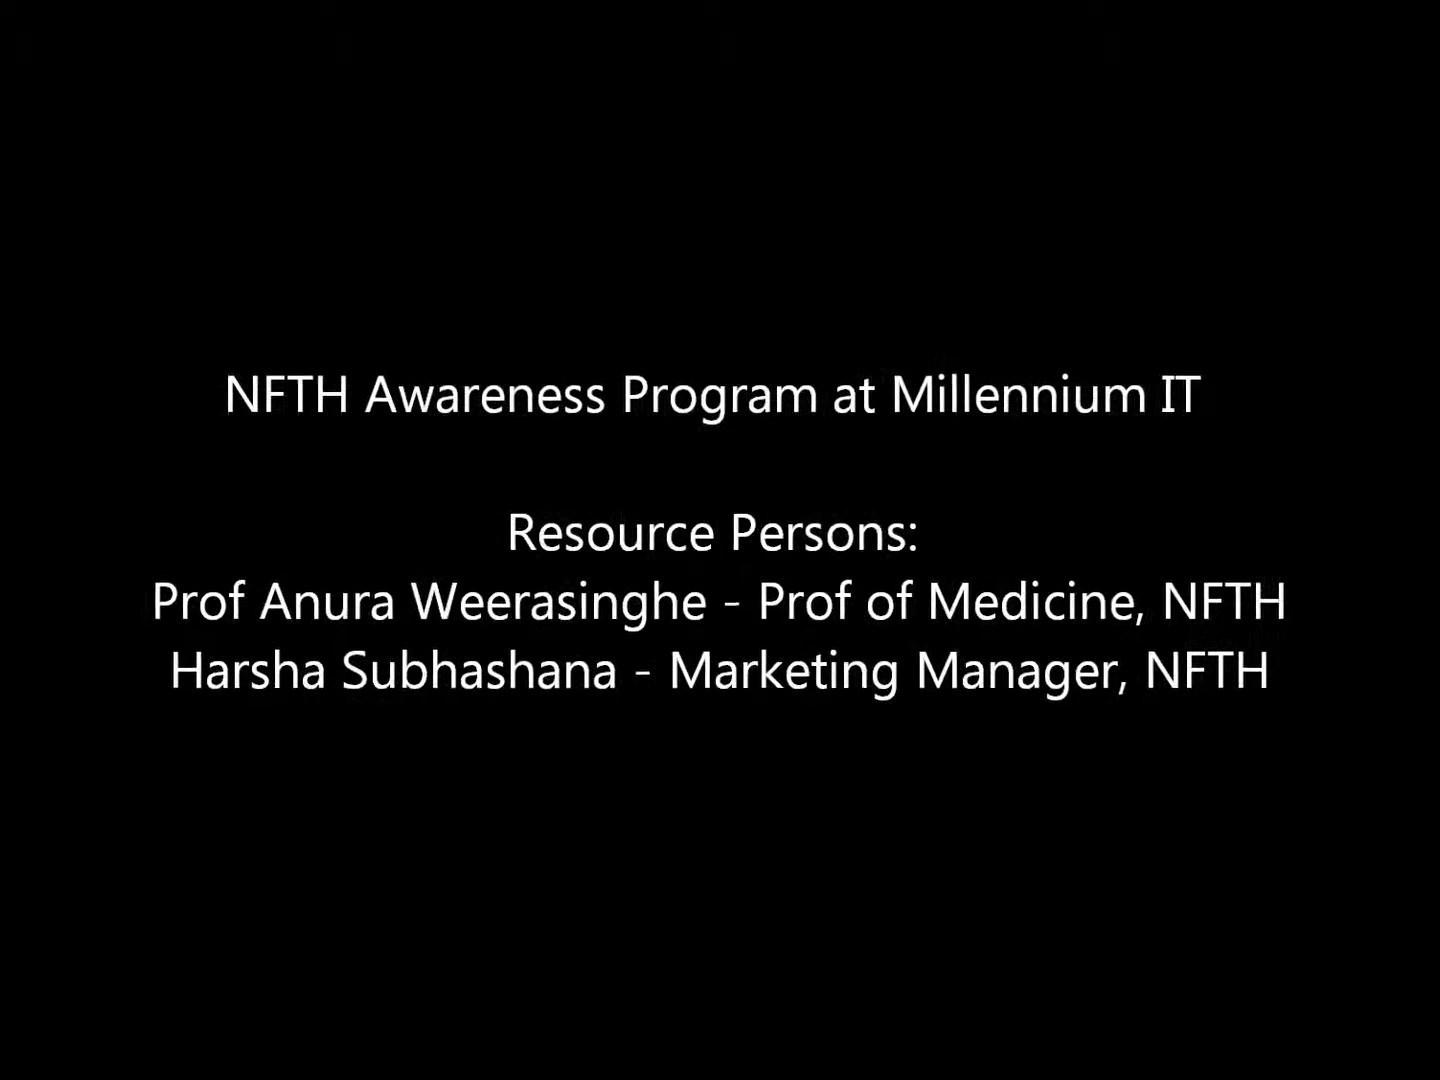 NFTH Awareness Program at Millennium IT
Resource Persons:
Prof Anura Weerasinghe - Prof of Medicine, NFTH
Harsha Subhashana - Marketing Manager, NFTH